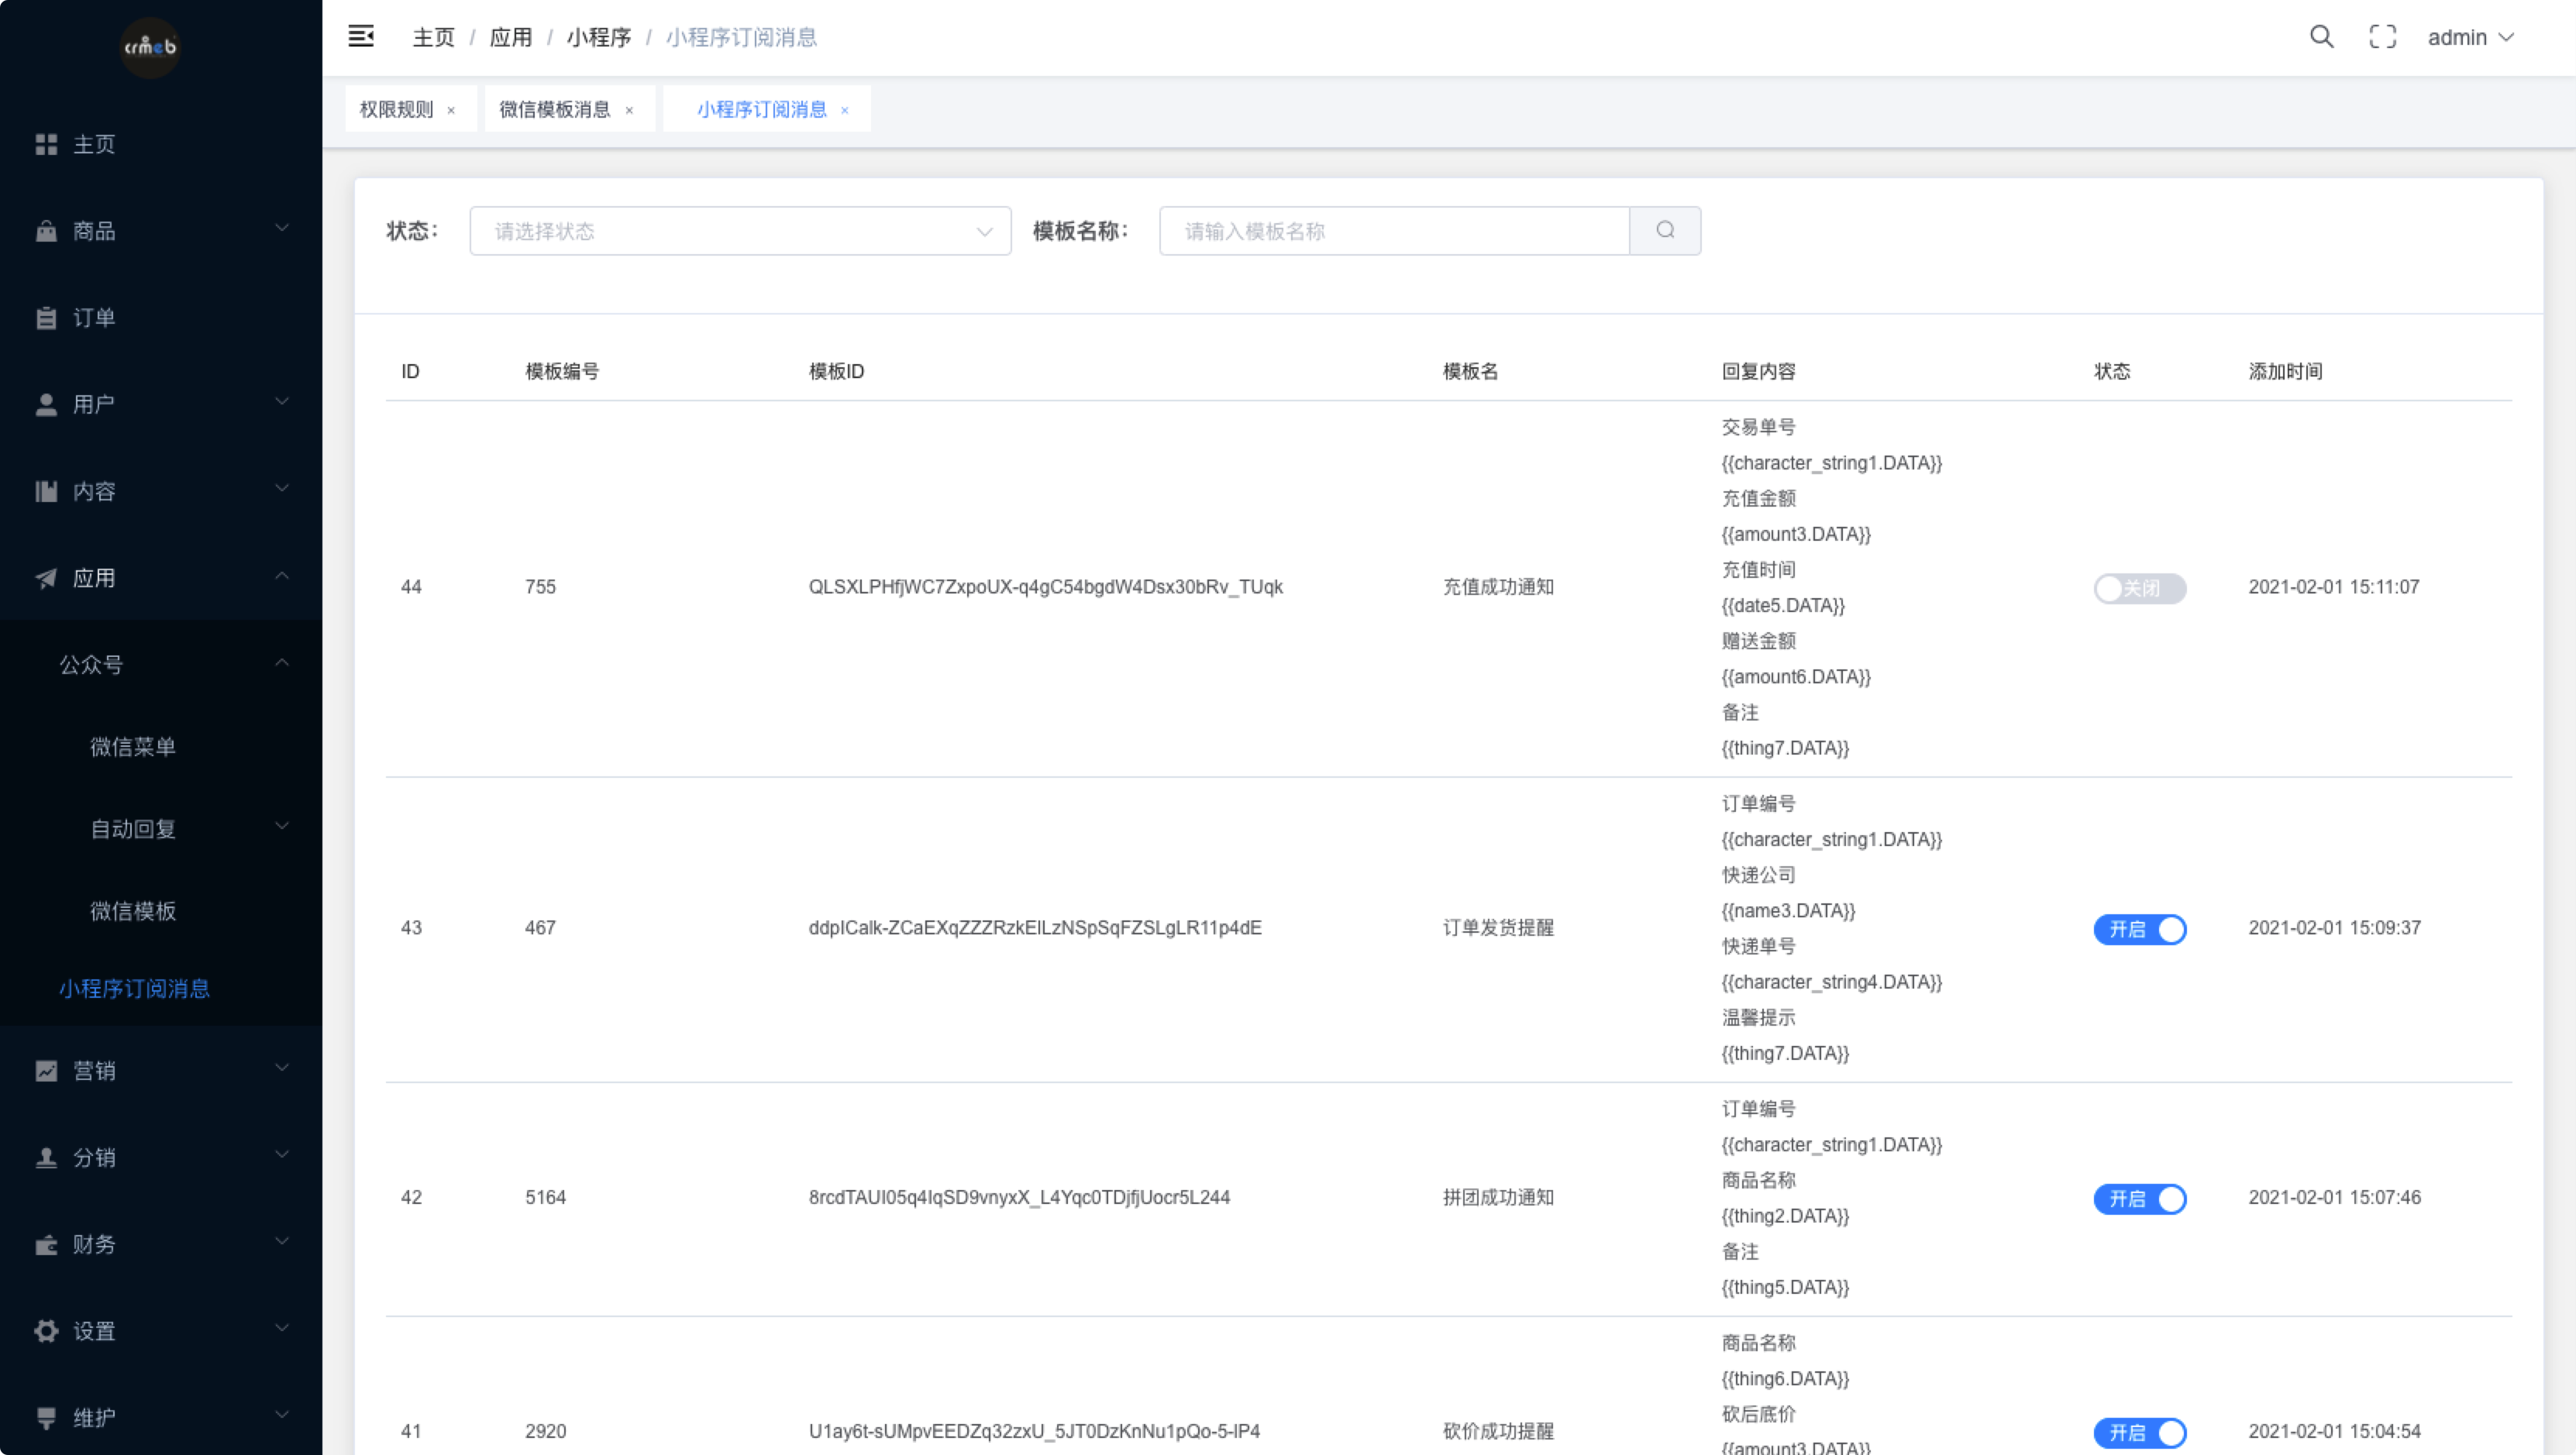 crmeb
主页
商品
订单
用户
内容
应用
公众号
微信菜单
自动回复
微信模板
小程序订阅消息
营销
分销
财务
设置
维护
主页 / 应用 / 小程序 / 小程序订阅消息
admin
权限规则 × 微信模板消息 × 小程序订阅消息 ×
状态： 请选择状态 模板名称： 请输入模板名称
ID 模板编号 模板ID 模板名 回复内容 状态 添加时间
交易单号
{{character_string1.DATA}}
充值金额
{{amount3.DATA}}
充值时间
44 755 QLSXLPHfjWC7ZxpoUX-q4gC54bgdW4Dsx30bRv_TUqk 充值成功通知 关闭 2021-02-01 15:11:07
{{date5.DATA}}
赠送金额
{{amount6.DATA}}
备注
{{thing7.DATA}}
订单编号
{{character_string1.DATA}}
快递公司
{{name3.DATA}}
43 467 ddpICalk-ZCaEXqZZZRzkElLzNSpSqFZSLgLR11p4dE 订单发货提醒 开启 2021-02-01 15:09:37
快递单号
{{character_string4.DATA}}
温馨提示
{{thing7.DATA}}
订单编号
{{character_string1.DATA}}
商品名称
42 5164 8rcdTAUI05q4IqSD9vnyxX_L4Yqc0TDjfjUocr5L244 拼团成功通知 开启 2021-02-01 15:07:46
{{thing2.DATA}}
备注
{{thing5.DATA}}
商品名称
{{thing6.DATA}}
砍后底价
41 2920 U1ay6t-sUMpvEEDZq32zxU_5JT0DzKnNu1pQo-5-IP4 砍价成功提醒 开启 2021-02-01 15:04:54
{{amount3.DATA}}